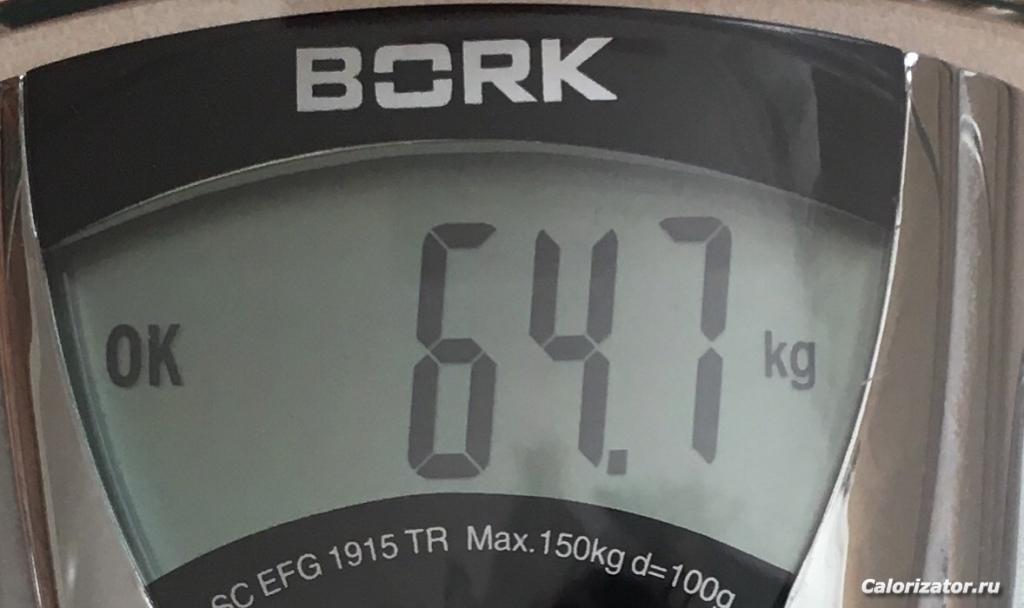 BORK
OK 64.7 kg
SC EFG 1915 TR Max.150kg d=100g
Calorizator.ru